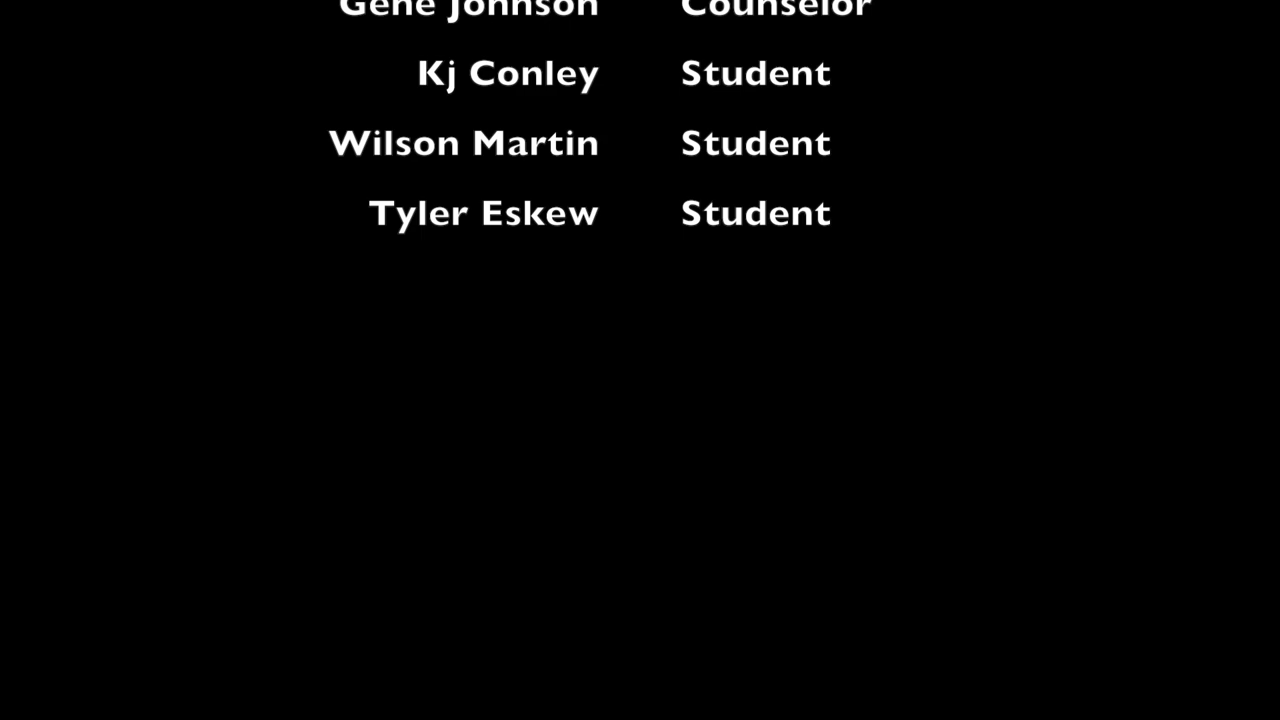 Gene Johnson Counselor
Kj Conley Student
Wilson Martin Student
Tyler Eskew Student